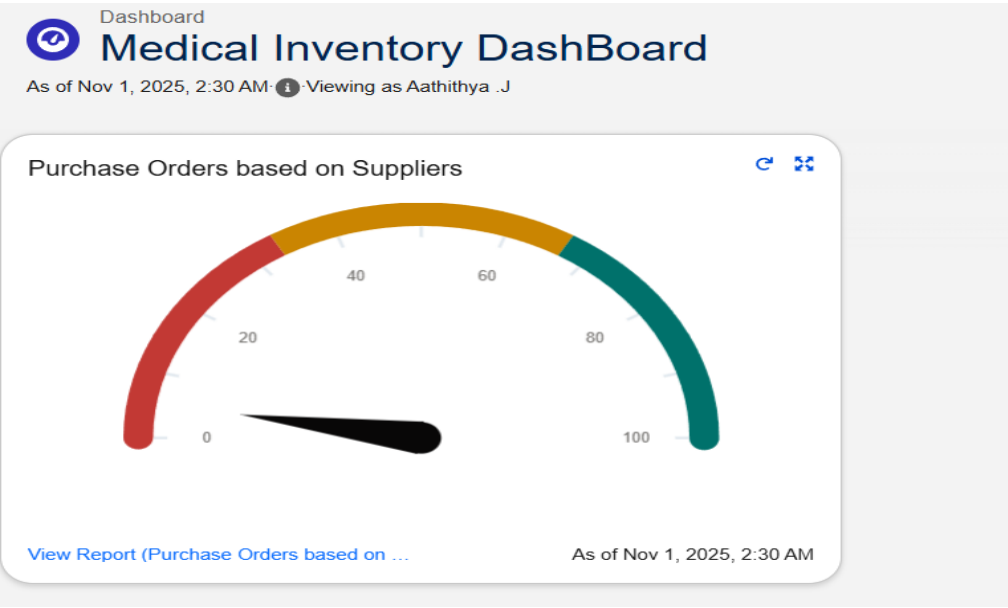 Dashboard
Medical Inventory DashBoard
As of Nov 1, 2025, 2:30 AM·Viewing as Aathithya .J
Purchase Orders based on Suppliers
40 60
20 80
0 100
View Report (Purchase Orders based on ... As of Nov 1, 2025, 2:30 AM